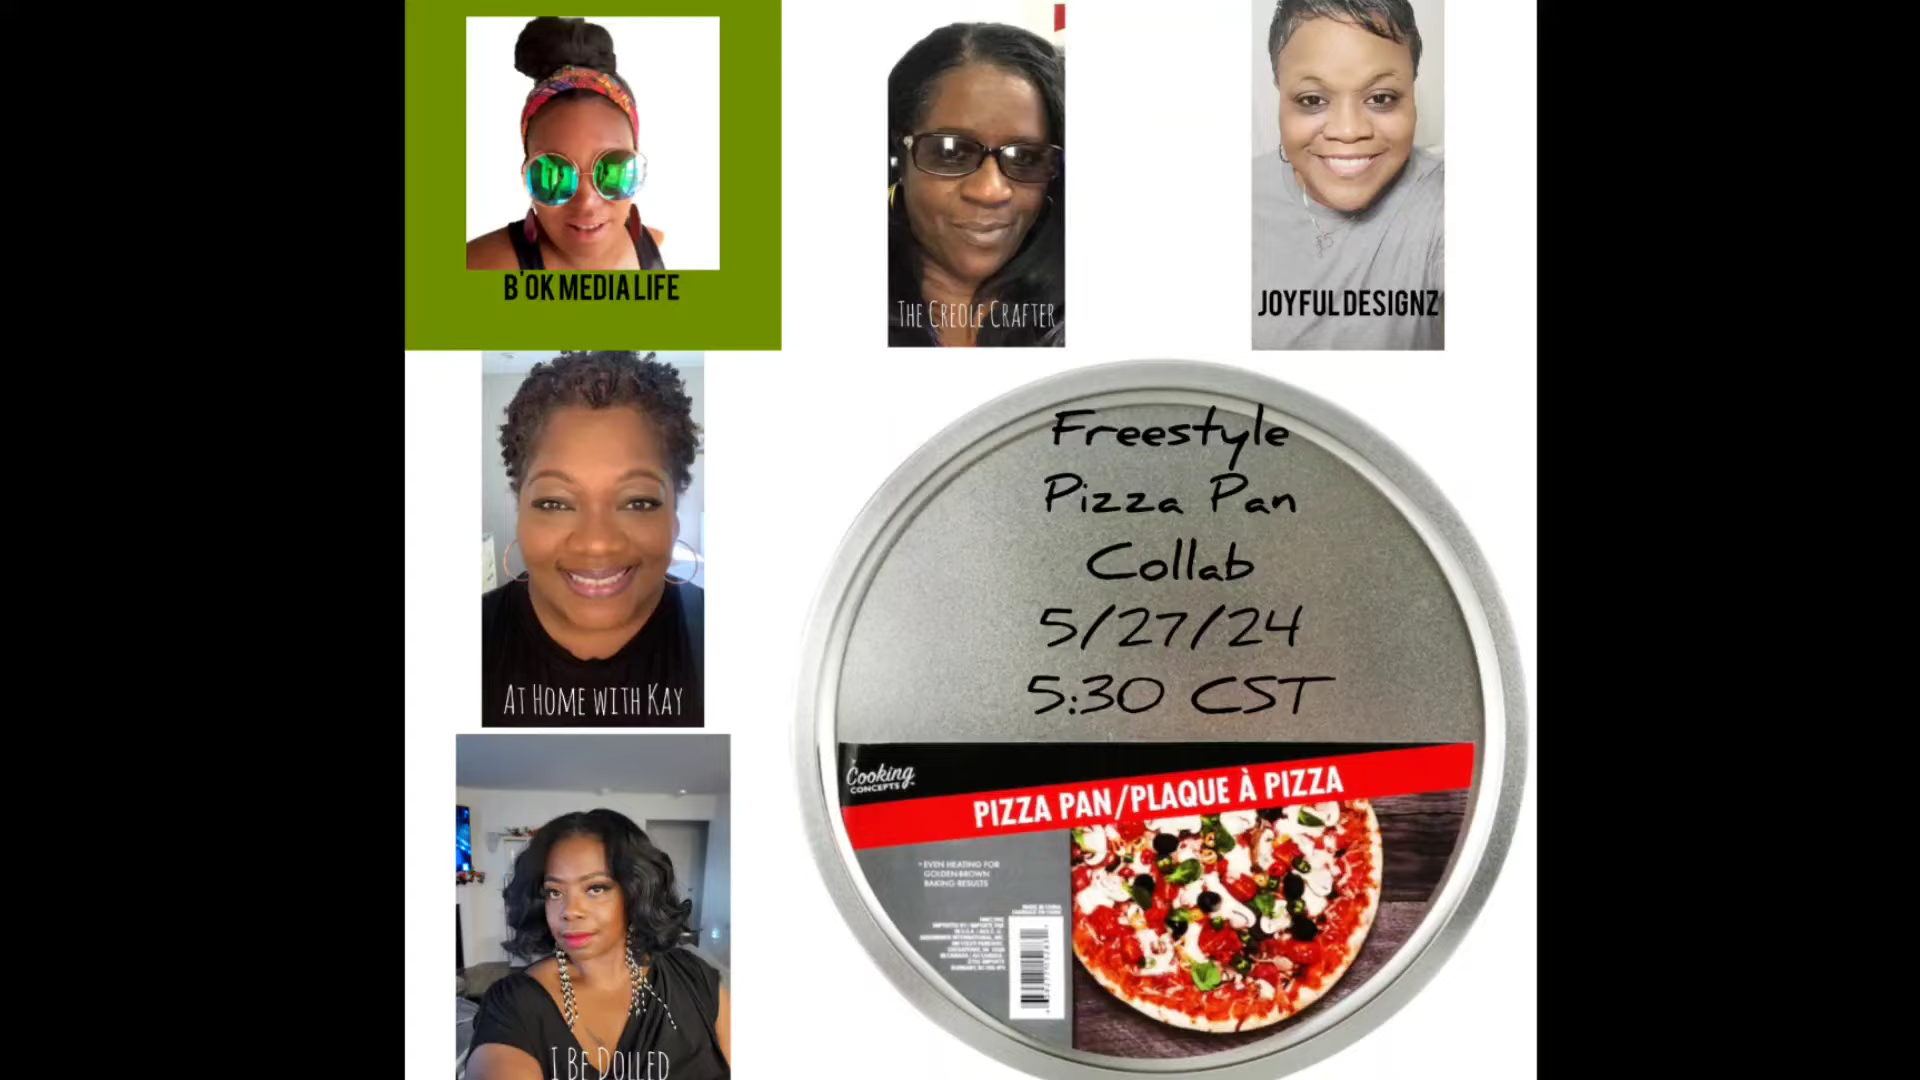 B'OK MEDIA LIFE
THE CREOLE CRAFTER
JOYFUL DESIGNZ
AT HOME WITH KAY
I BE DOLLED
Freestyle
Pizza Pan
Collab
5/27/24
5:30 CST
Cooking
CONCEPTS
PIZZA PAN/PLAQUE À PIZZA
• EVEN HEATING FOR
GOLDEN-BROWN
BAKING RESULTS